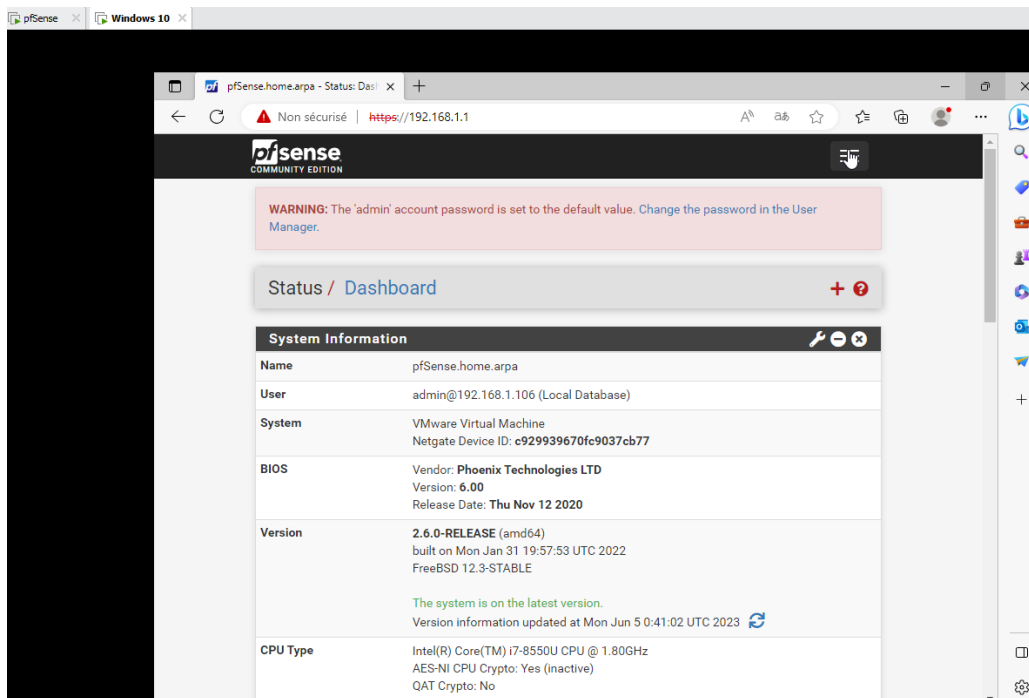 pfSense
Windows 10
pfSense.home.arpa - Status: Das
Non sécurisé
https://192.168.1.1
pfsense
COMMUNITY EDITION
WARNING: The 'admin' account password is set to the default value. Change the password in the User
Manager.
Status / Dashboard
System Information
Name pfSense.home.arpa
User admin@192.168.1.106 (Local Database)
System VMware Virtual Machine
Netgate Device ID: c929939670fc9037cb77
BIOS Vendor: Phoenix Technologies LTD
Version: 6.00
Release Date: Thu Nov 12 2020
Version 2.6.0-RELEASE (amd64)
built on Mon Jan 31 19:57:53 UTC 2022
FreeBSD 12.3-STABLE
The system is on the latest version.
Version information updated at Mon Jun 5 0:41:02 UTC 2023
CPU Type Intel(R) Core(TM) i7-8550U CPU @ 1.80GHz
AES-NI CPU Crypto: Yes (inactive)
QAT Crypto: No